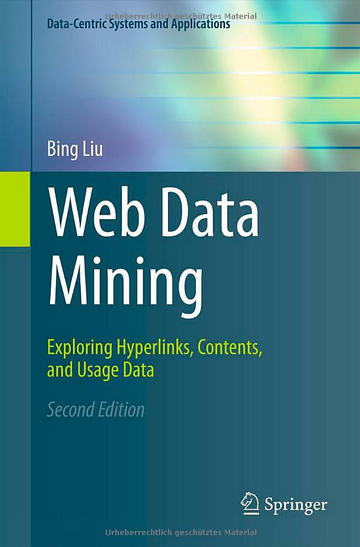 Urheberrechtlich geschütztes Material
Data-Centric Systems and Applications
Bing Liu
Web Data
Mining
Exploring Hyperlinks, Contents,
and Usage Data
Second Edition
Springer
Urheberrechtlich geschütztes Material